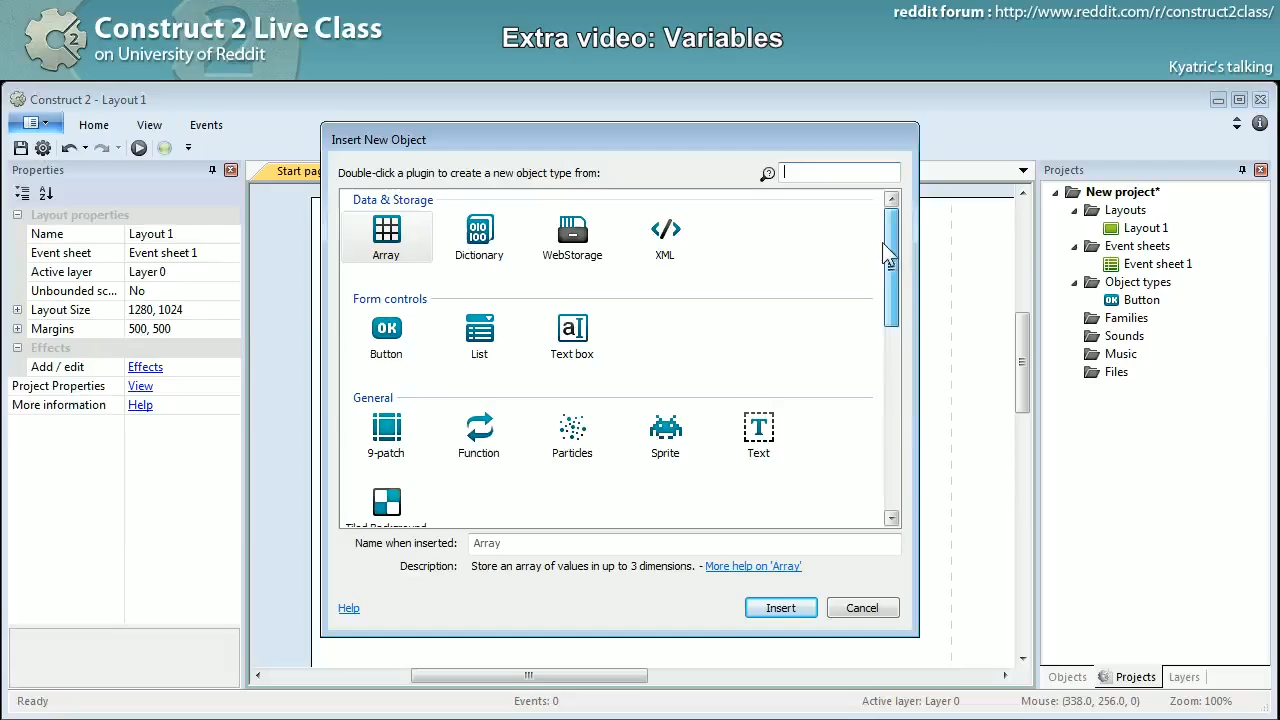 reddit forum : http://www.reddit.com/r/construct2class/
Construct 2 Live Class
on University of Reddit
Extra video: Variables
Kyatric's talking
Construct 2 - Layout 1
Home View Events
Properties
Start pag
Projects
Layout properties
Name Layout 1
Event sheet Event sheet 1
Active layer Layer 0
Unbounded sc... No
Layout Size 1280, 1024
Margins 500, 500
Effects
Add / edit Effects
Project Properties View
More information Help
Insert New Object
Double-click a plugin to create a new object type from:
Data & Storage
Array Dictionary WebStorage XML
Form controls
OK 
Button List Text box
General
9-patch Function Particles Sprite Text
Tiled Background
Name when inserted: Array
Description: Store an array of values in up to 3 dimensions. - More help on 'Array'
Help Insert Cancel
New project*
Layouts
Layout 1
Event sheets
Event sheet 1
Object types
OK Button
Families
Sounds
Music
Files
Objects Projects Layers
Ready Events: 0 Active layer: Layer 0 Mouse: (338.0, 256.0, 0) Zoom: 100%